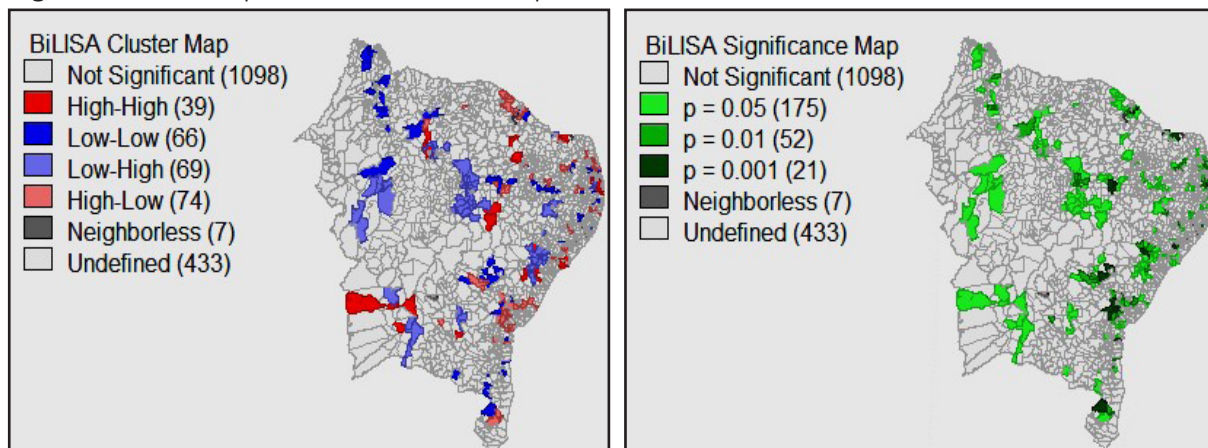 BiLISA Cluster Map
Not Significant (1098)
High-High (39)
Low-Low (66)
Low-High (69)
High-Low (74)
Neighborless (7)
Undefined (433)
BiLISA Significance Map
Not Significant (1098)
p = 0.05 (175)
p = 0.01 (52)
p = 0.001 (21)
Neighborless (7)
Undefined (433)